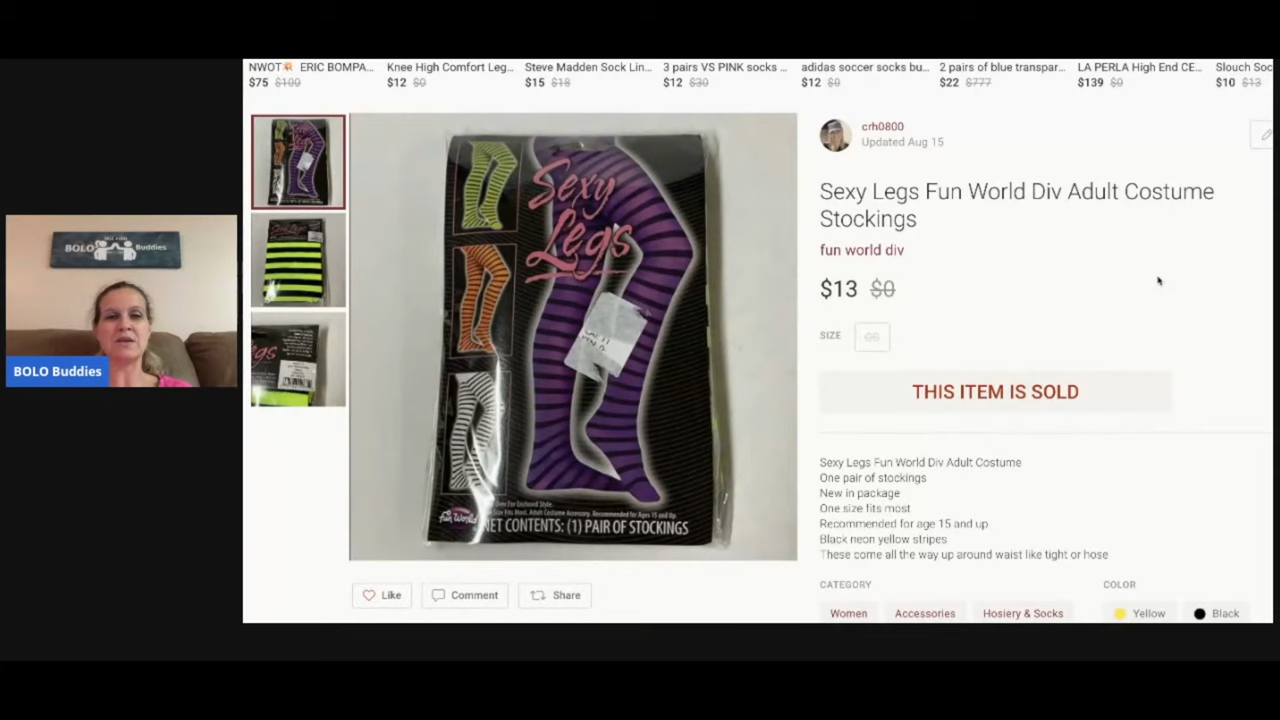 NWOT💥 ERIC BOMPA...
$75 $100
Knee High Comfort Leg...
$12 $0
Steve Madden Sock Lin...
$15 $18
3 pairs VS PINK socks ...
$12 $30
adidas soccer socks bu...
$12 $0
2 pairs of blue transpar...
$22 $777
LA PERLA High End CE...
$139 $0
Slouch Soc
$10 $13
crh0800
Updated Aug 15
Sexy Legs Fun World Div Adult Costume
Stockings
fun world div
$13 $0
SIZE OS
THIS ITEM IS SOLD
Sexy Legs Fun World Div Adult Costume
One pair of stockings
New in package
One size fits most
Recommended for age 15 and up
Black neon yellow stripes
These come all the way up around waist like tight or hose
CATEGORY
Women Accessories Hosiery & Socks
COLOR
Yellow Black
Sexy
Legs
Fun World
NET CONTENTS: (1) PAIR OF STOCKINGS
Like Comment Share
BOLO Buddies
BOLO Buddies